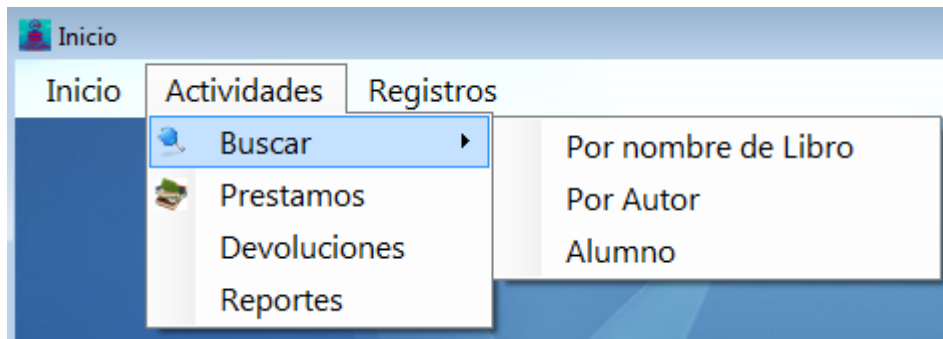 Inicio
Inicio Actividades Registros
Buscar
Prestamos
Devoluciones
Reportes
Por nombre de Libro
Por Autor
Alumno